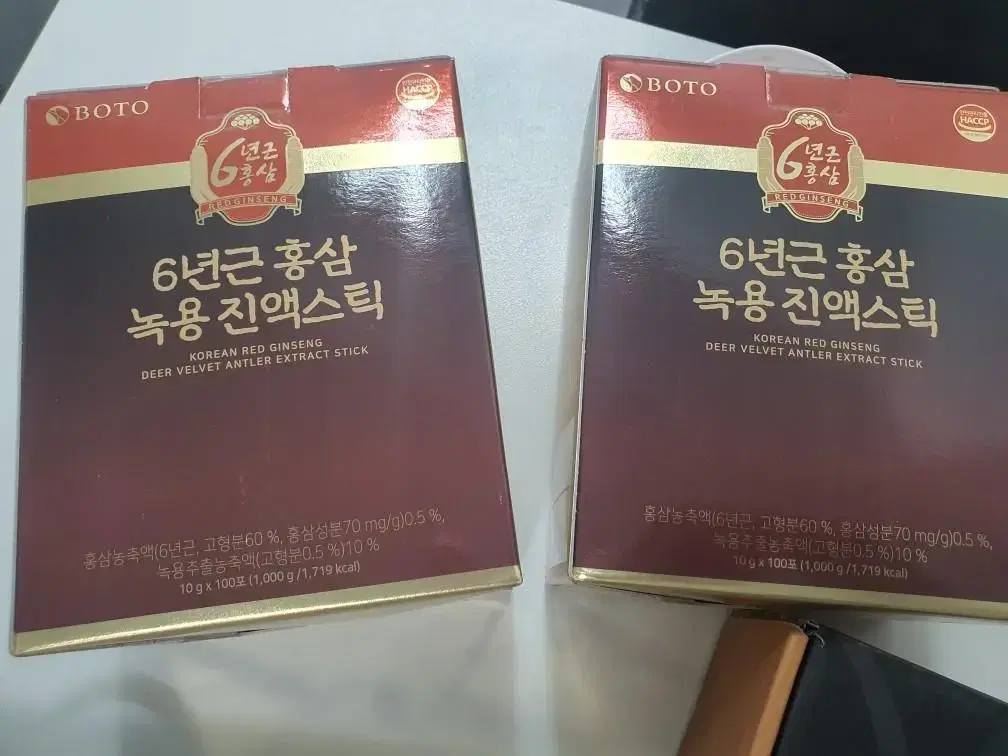 BOTO
HACCP
6년근
홍삼
RED GINSENG
6년근 홍삼
녹용 진액스틱
KOREAN RED GINSENG
DEER VELVET ANTLER EXTRACT STICK
홍삼농축액(6년근, 고형분60 %, 홍삼성분70 mg/g)0.5 %,
녹용추출농축액(고형분0.5 %)10 %
10 g x 100포 (1,000 g / 1,719 kcal)
BOTO
HACCP
6년근
홍삼
RED GINSENG
6년근 홍삼
녹용 진액스틱
KOREAN RED GINSENG
DEER VELVET ANTLER EXTRACT STICK
홍삼농축액(6년근, 고형분60 %, 홍삼성분70 mg/g)0.5 %,
녹용추출농축액(고형분0.5 %)10 %
10 g x 100포 (1,000 g / 1,719 kcal)